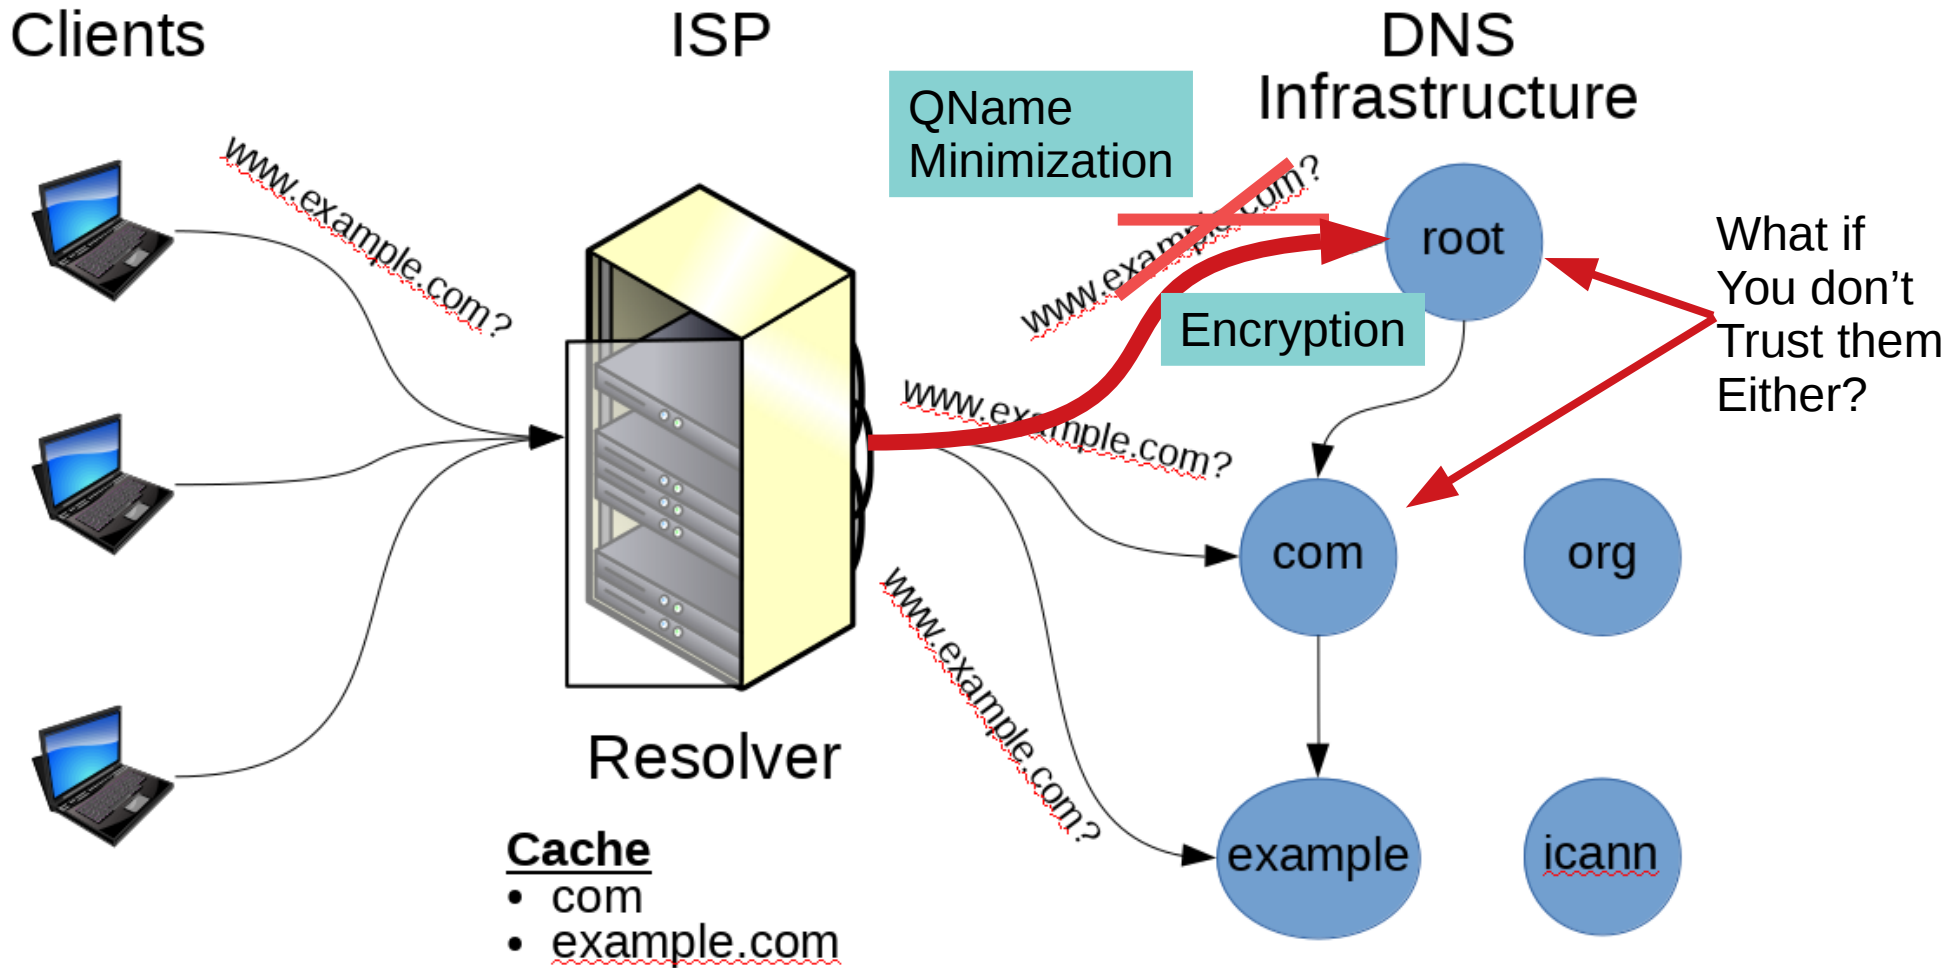 Clients
ISP
DNS
Infrastructure
QName
Minimization
www.example.com?
www.example.com?
root
What if
You don’t
Trust them
Either?
Encryption
www.example.com?
com
org
www.example.com?
Resolver
example
icann
Cache
• com
• example.com